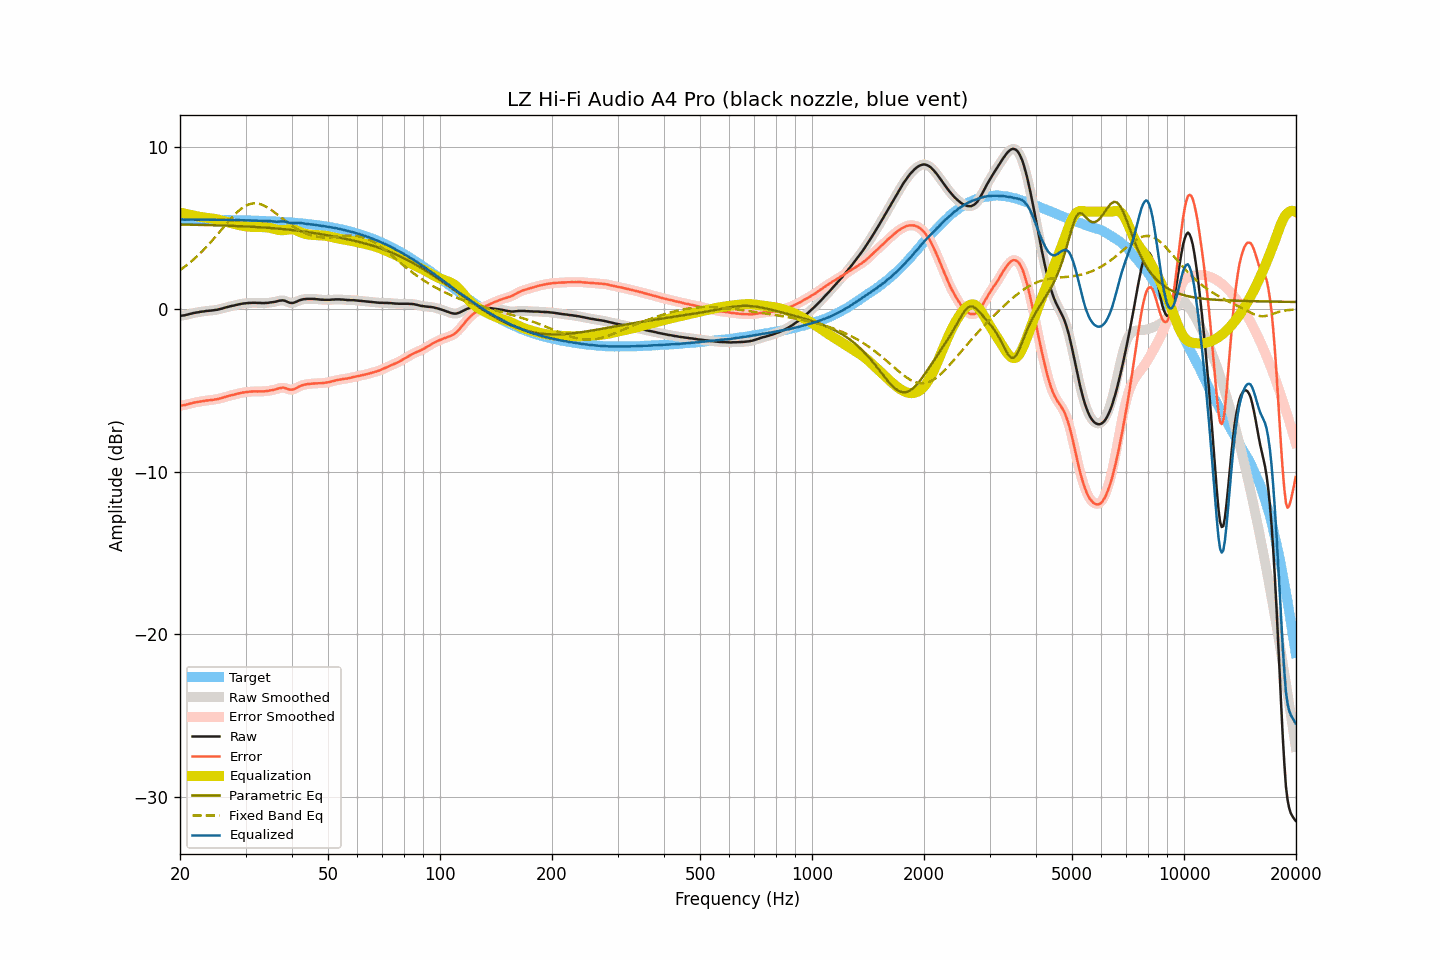 LZ Hi-Fi Audio A4 Pro (black nozzle, blue vent)
10
0
−10
−20
−30
Amplitude (dBr)
Target
Raw Smoothed
Error Smoothed
Raw
Error
Equalization
Parametric Eq
Fixed Band Eq
Equalized
20 50 100 200 500 1000 2000 5000 10000 20000
Frequency (Hz)